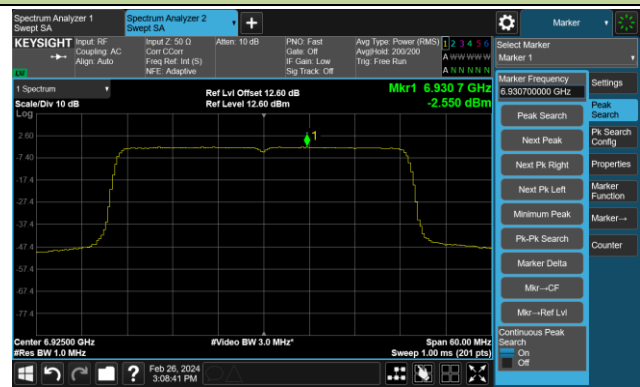 Spectrum Analyzer 1
Swept SA
Spectrum Analyzer 2
Swept SA
Marker
KEYSIGHT
Input: RF
Coupling: AC
Align: Auto
Input Z: 50 Ω
Corr CCorr
Freq Ref: Int (S)
NFE: Adaptive
Atten: 10 dB
PNO: Fast
Gate: Off
IF Gain: Low
Sig Track: Off
Avg Type: Power (RMS)
Avg|Hold: 200/200
Trig: Free Run
1 2 3 4 5 6
A W W W W W
A N N N N N
LXI
Select Marker
Marker 1
1 Spectrum
Scale/Div 10 dB
Log
Ref Lvl Offset 12.60 dB
Ref Level 12.60 dBm
Mkr1 6.930 7 GHz
-2.550 dBm
1
2.60
-7.40
-17.4
-27.4
-37.4
-47.4
-57.4
-67.4
-77.4
Center 6.92500 GHz
#Res BW 1.0 MHz
#Video BW 3.0 MHz*
Span 60.00 MHz
Sweep 1.00 ms (201 pts)
Marker Frequency
6.930700000 GHz
Peak Search
Next Peak
Next Pk Right
Next Pk Left
Minimum Peak
Pk-Pk Search
Marker Delta
Mkr→CF
Mkr→Ref Lvl
Continuous Peak
Search
On
Off
Settings
Peak
Search
Pk Search
Config
Properties
Marker
Function
Marker→
Counter
?
Feb 26, 2024
3:08:41 PM